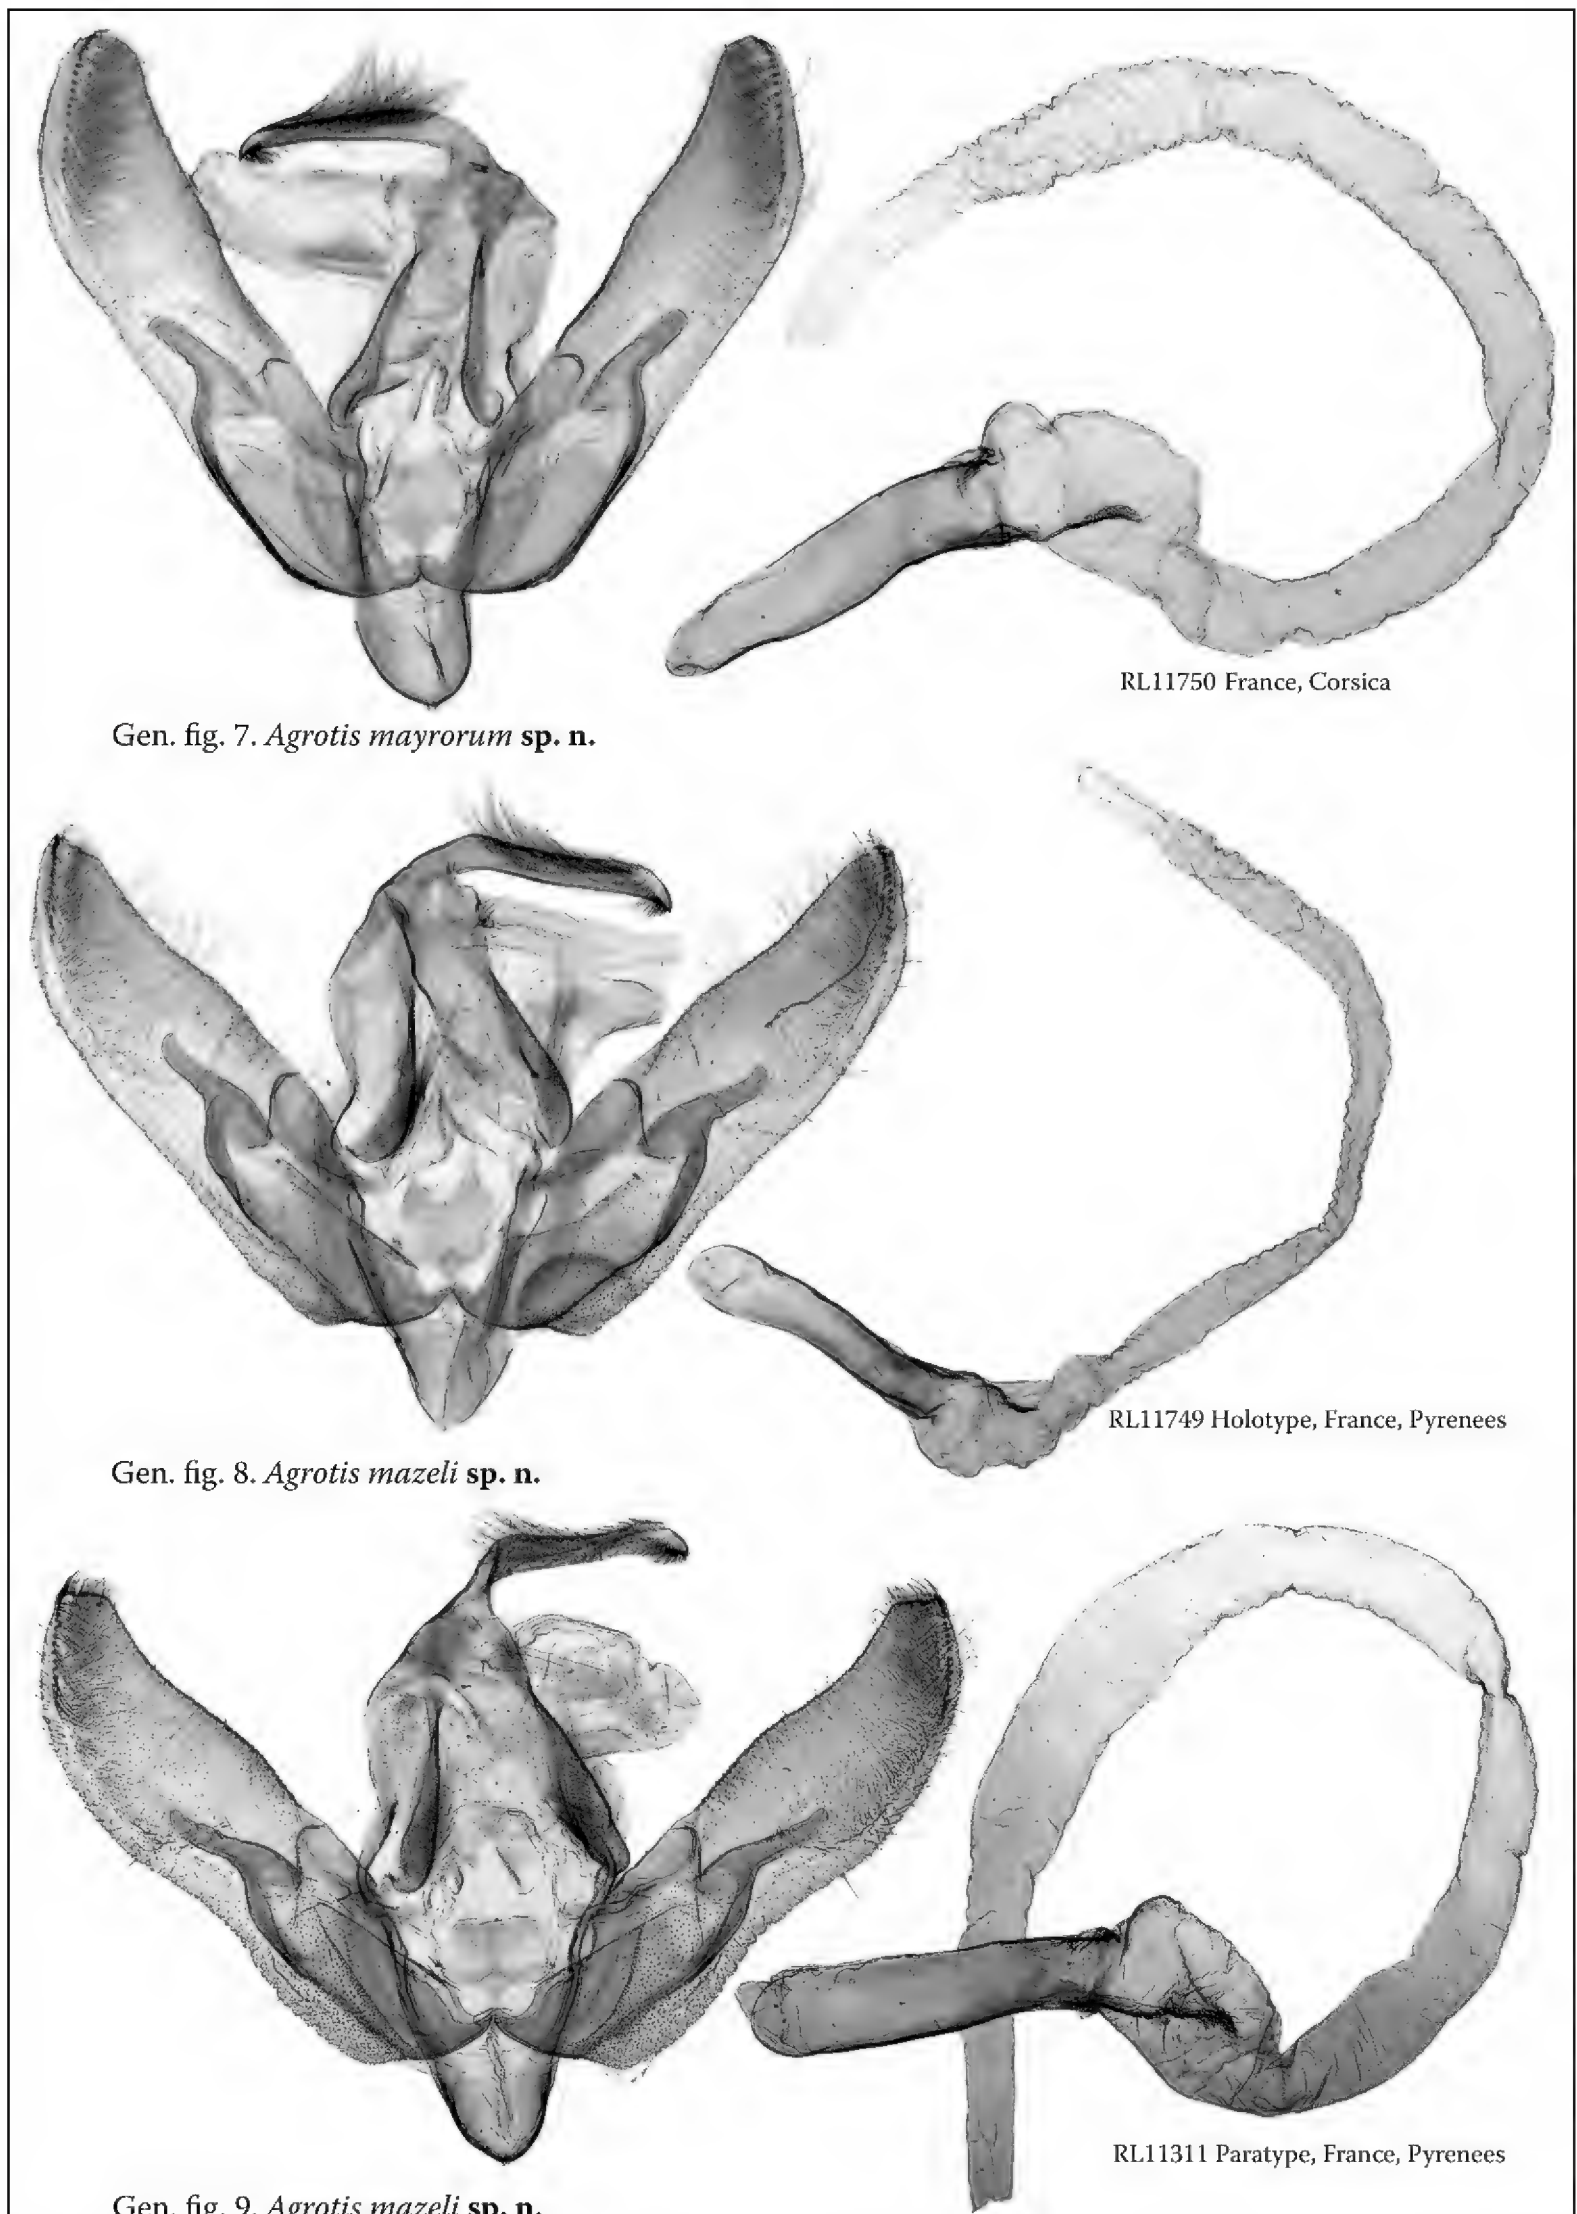 RL11750 France, Corsica
Gen. fig. 7. Agrotis mayrorum sp. n.
RL11749 Holotype, France, Pyrenees
Gen. fig. 8. Agrotis mazeli sp. n.
RL11311 Paratype, France, Pyrenees
Gen. fig. 9. Agrotis mazeli sp. n.